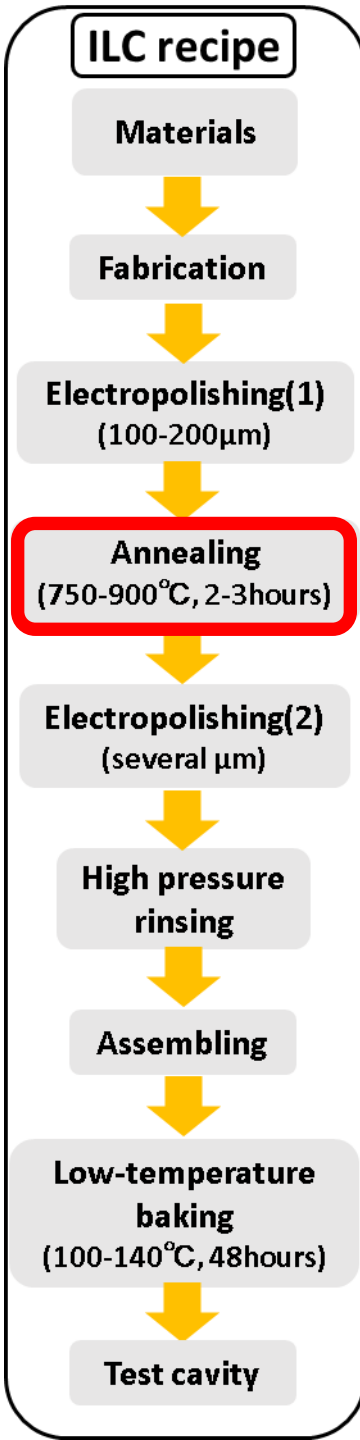 ILC recipe
Materials
Fabrication
Electropolishing(1)
(100-200μm)
Annealing
(750-900℃, 2-3hours)
Electropolishing(2)
(several μm)
High pressure
rinsing
Assembling
Low-temperature
baking
(100-140℃, 48hours)
Test cavity